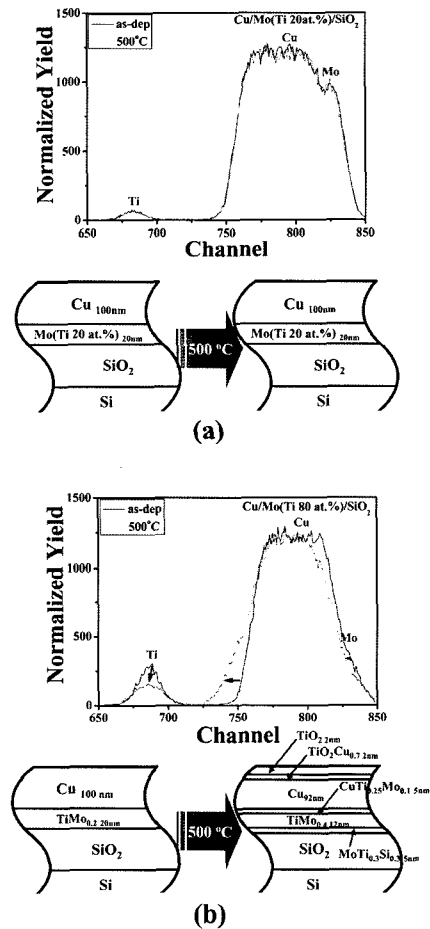 Cu/Mo(Ti 20at.%)/SiO2
as-dep
500°C
Normalized Yield
1500
1250
1000
750
500
250
0
Cu
Mo
Ti
650
700
750
800
850
Channel
Cu 100nm
Mo(Ti 20 at.%) 20nm
SiO2
Si
500 °C
Cu 100nm
Mo(Ti 20 at.%) 20nm
SiO2
Si
(a)
Cu/Mo(Ti 80 at.%)/SiO2
as-dep
500°C
Normalized Yield
1500
1000
500
0
Cu
Ti
Mo
650
700
750
800
850
Channel
Cu 100 nm
TiMo0.2 20nm
SiO2
Si
500 °C
TiO2 2nm
TiO2Cu0.7 2nm
Cu92nm
CuTi0.25Mo0.1 5nm
SiO2
MoTi0.3Si0.3 5nm
Si
(b)